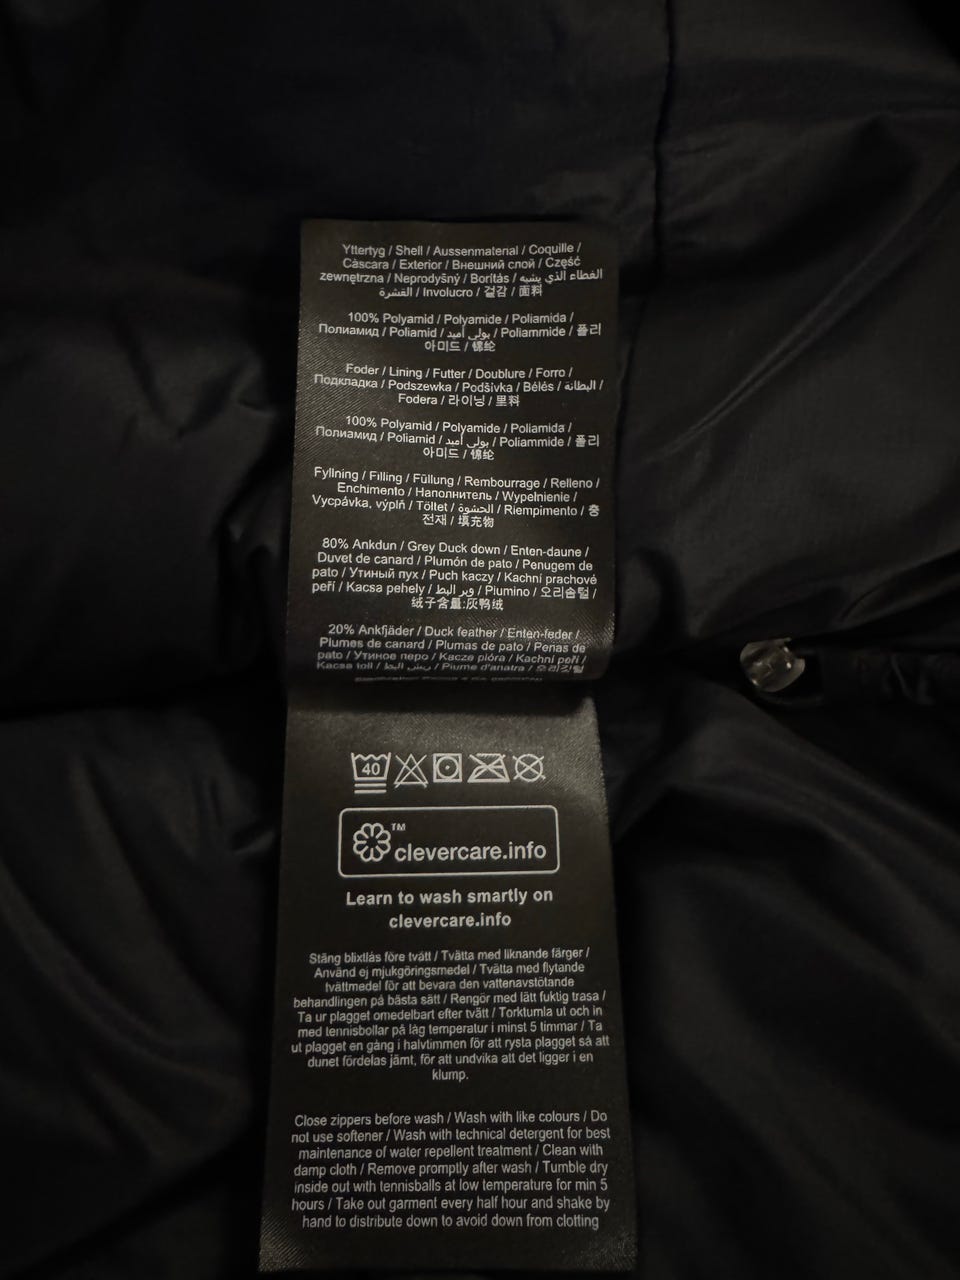 Yttertyg / Shell / Aussenmaterial / Coquille /
Càscara / Exterior / Внешний слой / Część
zewnętrzna / Neprodyšný / Borítás / الغطاء الذي يشبه
القشرة / Involucro / 겉감 / 面料
100% Polyamid / Polyamide / Poliamida /
Полиамид / Poliamid / بولي أميد / Poliammide / 폴리
아미드 / 锦纶
Foder / Lining / Futter / Doublure / Forro /
Подкладка / Podszewka / Podšívka / Bélés / البطانة /
Fodera / 라이닝 / 里料
100% Polyamid / Polyamide / Poliamida /
Полиамид / Poliamid / بولي أميد / Poliammide / 폴리
아미드 / 锦纶
Fyllning / Filling / Füllung / Rembourrage / Relleno /
Enchimento / Наполнитель / Wypelnienie /
Vycpávka, výplň / Töltet / الحشوة / Riempimento / 충
전재 / 填充物
80% Ankdun / Grey Duck down / Enten-daune /
Duvet de canard / Plumón de pato / Penugem de
pato / Утиный пух / Puch kaczy / Kachní prachové
peří / Kacsa pehely / وبر البط / Piumino / 오리솜털 /
绒子含量:灰鸭绒
20% Ankfjäder / Duck feather / Enten-feder /
Plumes de canard / Plumas de pato / Penas de
pato / Утиное перо / Kacze pióra / Kachní peří /
Kacsa toll / ريش البط / Piume d'anatra / 오리깃털
40
TM
clevercare.info
Learn to wash smartly on
clevercare.info
Stäng blixtlås före tvätt / Tvätta med liknande färger /
Använd ej mjukgöringsmedel / Tvätta med flytande
tvättmedel för att bevara den vattenavstötande
behandlingen på bästa sätt / Rengör med lätt fuktig trasa /
Ta ur plagget omedelbart efter tvätt / Torktumla ut och in
med tennisbollar på låg temperatur i minst 5 timmar / Ta
ut plagget en gång i halvtimmen för att rysta plagget så att
dunet fördelas jämt, för att undvika att det ligger i en
klump.
Close zippers before wash / Wash with like colours / Do
not use softener / Wash with technical detergent for best
maintenance of water repellent treatment / Clean with
damp cloth / Remove promptly after wash / Tumble dry
inside out with tennisballs at low temperature for min 5
hours / Take out garment every half hour and shake by
hand to distribute down to avoid down from clotting